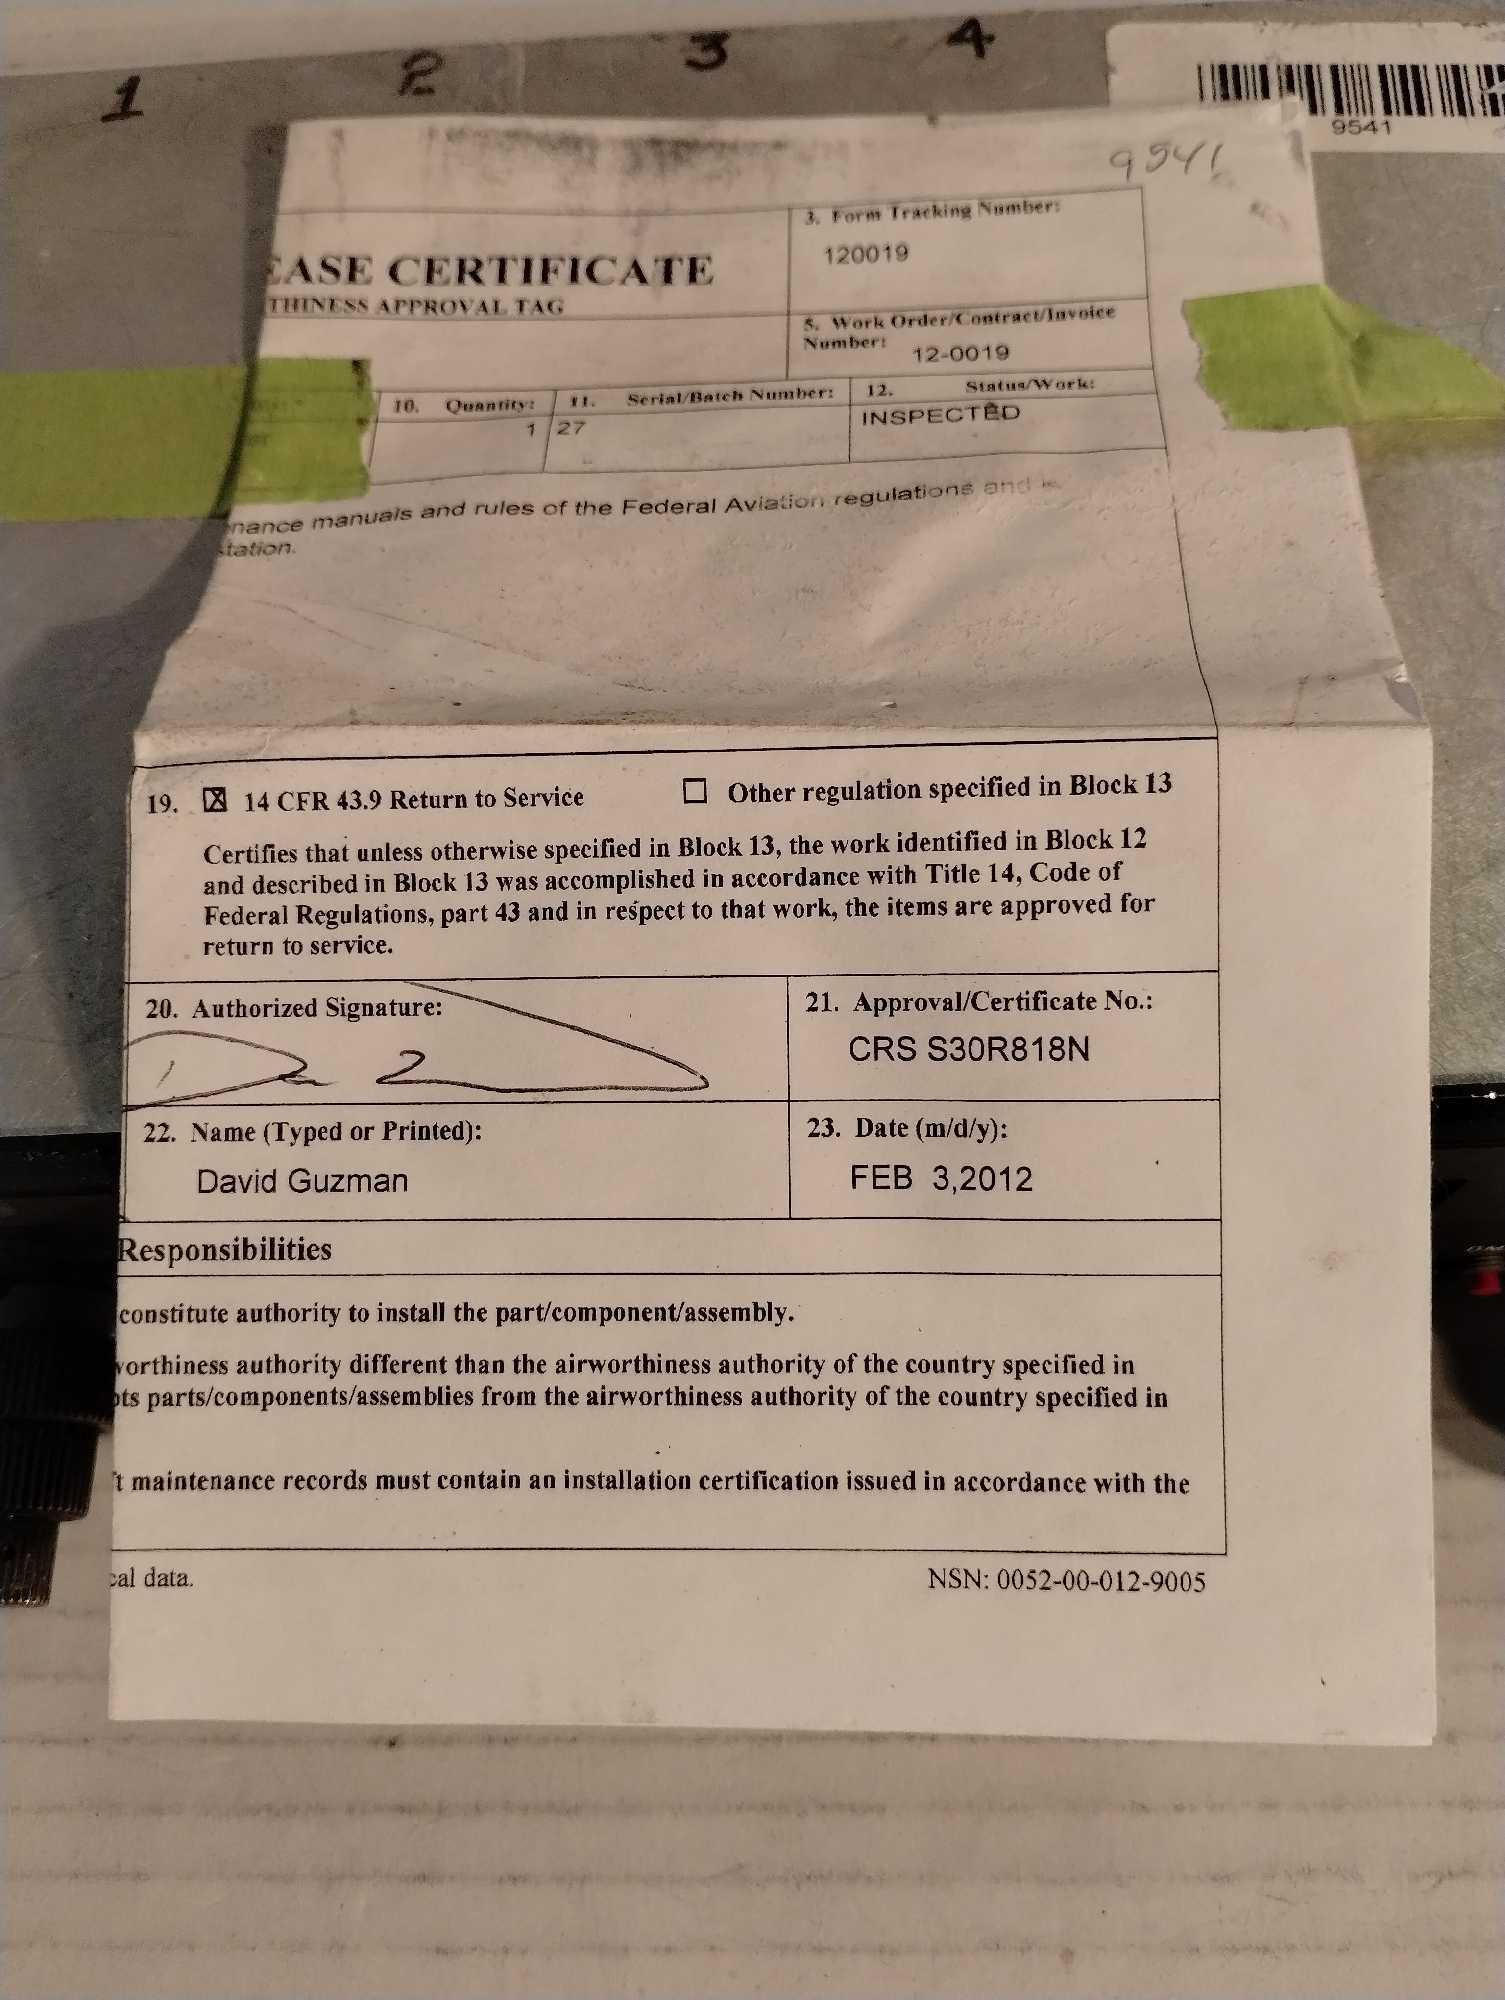 1 2 3 4
9541
9541
3. Form Tracking Number:
120019
EASE CERTIFICATE
THINESS APPROVAL TAG
5. Work Order/Contract/Invoice
Number:
12-0019
10. Quantity: 11. Serial/Batch Number: 12. Status/Work:
1 27 INSPECTED
nance manuals and rules of the Federal Aviation regulations and
tation.
19. ☒ 14 CFR 43.9 Return to Service ☐ Other regulation specified in Block 13
Certifies that unless otherwise specified in Block 13, the work identified in Block 12
and described in Block 13 was accomplished in accordance with Title 14, Code of
Federal Regulations, part 43 and in respect to that work, the items are approved for
return to service.
20. Authorized Signature: 21. Approval/Certificate No.:
CRS S30R818N
22. Name (Typed or Printed): 23. Date (m/d/y):
David Guzman FEB 3,2012
Responsibilities
constitute authority to install the part/component/assembly.
vorthiness authority different than the airworthiness authority of the country specified in
pts parts/components/assemblies from the airworthiness authority of the country specified in
t maintenance records must contain an installation certification issued in accordance with the
cal data. NSN: 0052-00-012-9005